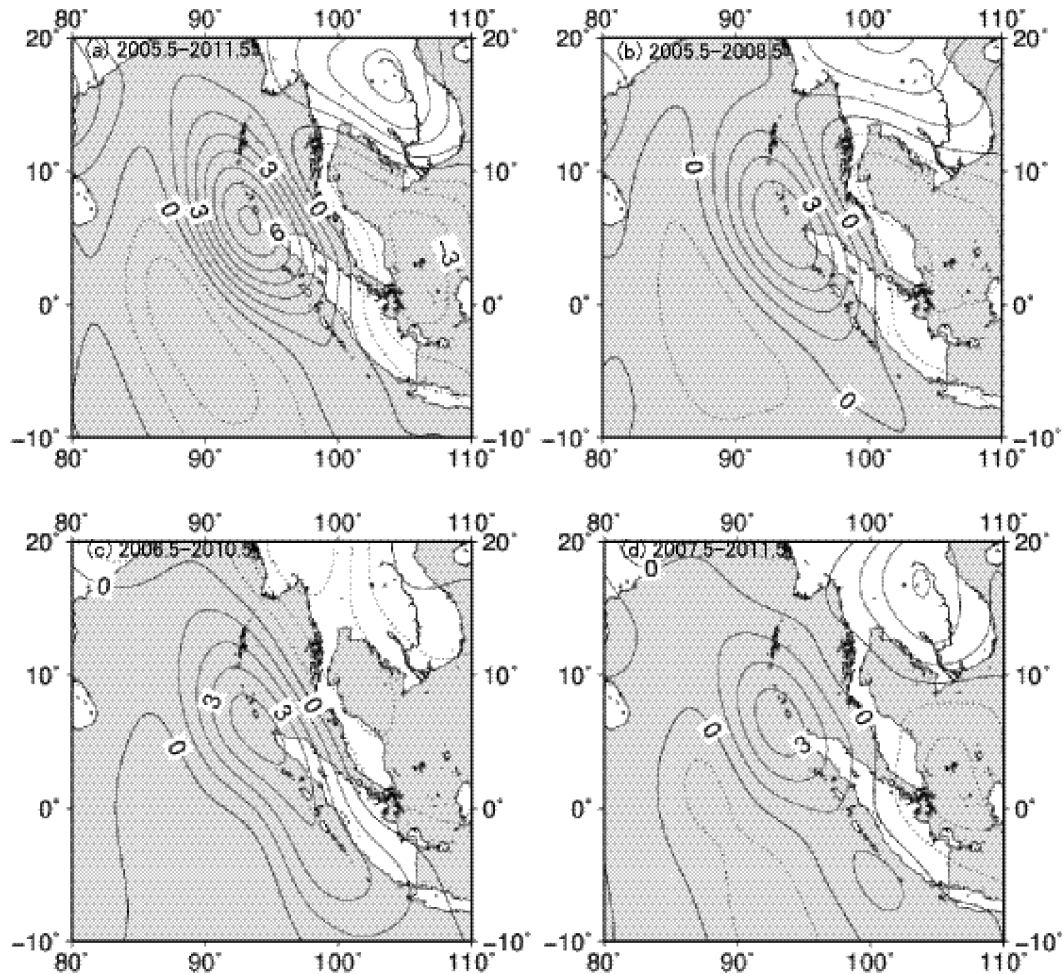 80° 90° 100° 110° 80° 90° 100° 110°
20° (a) 2005.5-2011.5 20° 20° (b) 2005.5-2008.5 20°
10° 3 10° 10° 0 10°
0 3 0 3 0
6 -3
0° 0° 0° 0°
0
-10° -10° -10° -10°
80° 90° 100° 110° 80° 90° 100° 110°
80° 90° 100° 110° 80° 90° 100° 110°
20° (c) 2006.5-2010.5 20° 20° (d) 2007.5-2011.5 20°
0 0
10° 10° 10° 10°
3 3 0 0 0
0 3
0° 0° 0° 0°
-10° -10° -10° -10°
80° 90° 100° 110° 80° 90° 100° 110°